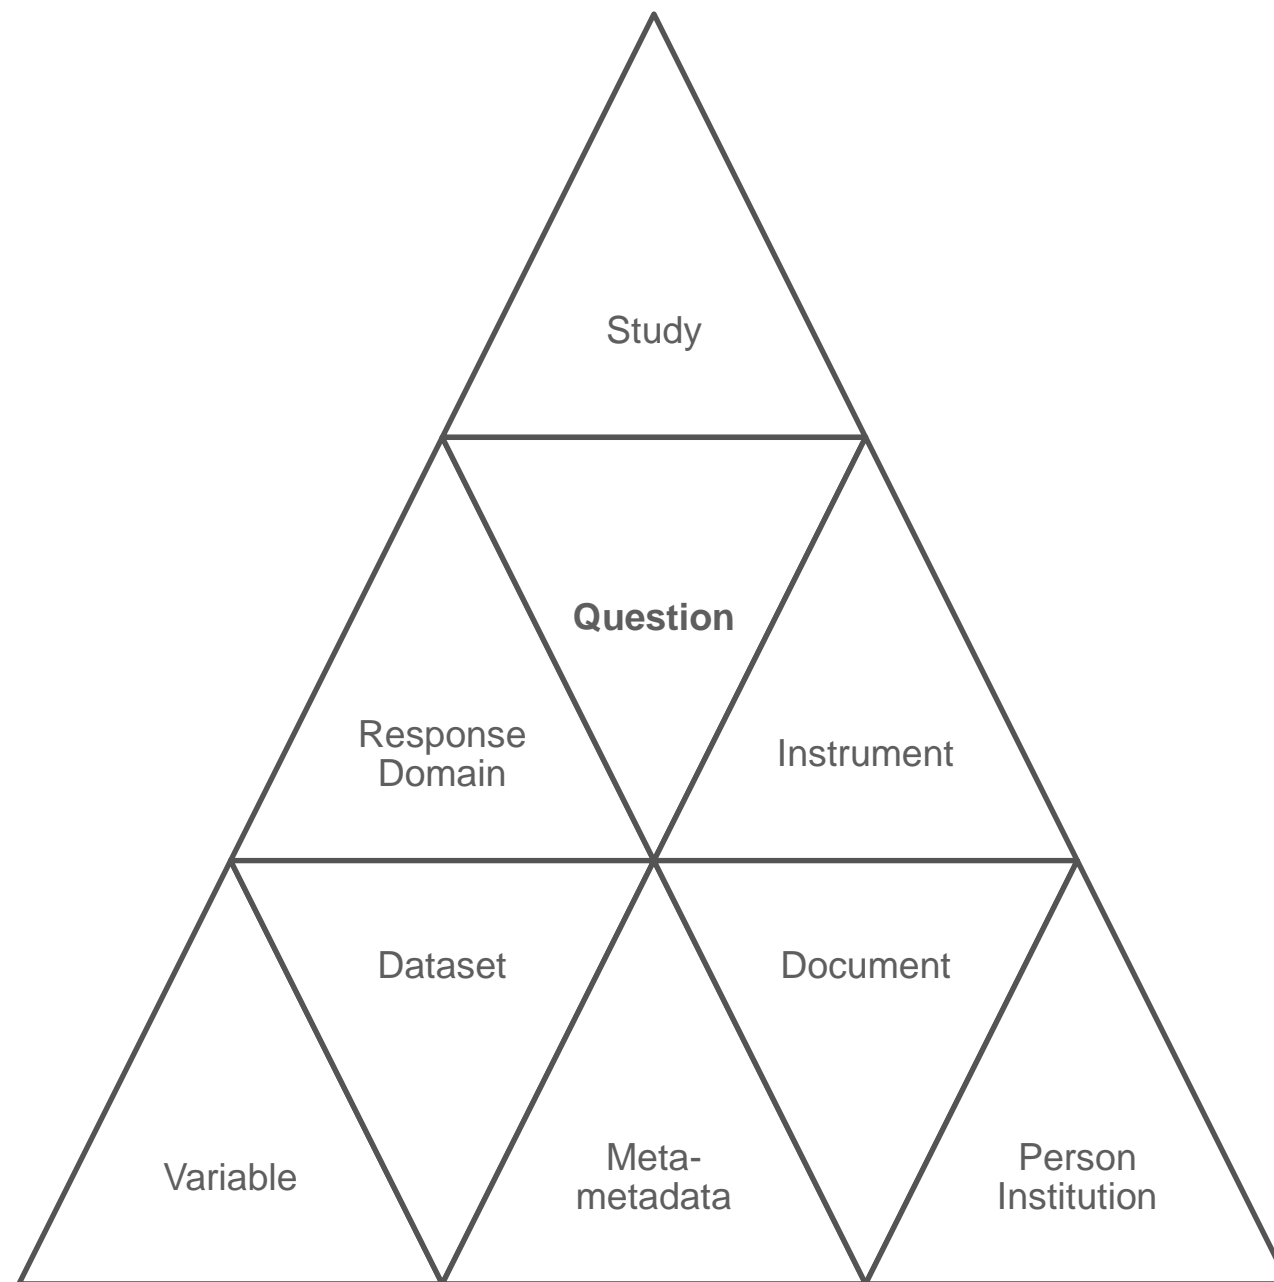 Study
Question
Response
Domain
Instrument
Dataset
Document
Variable
Meta-
metadata
Person
Institution